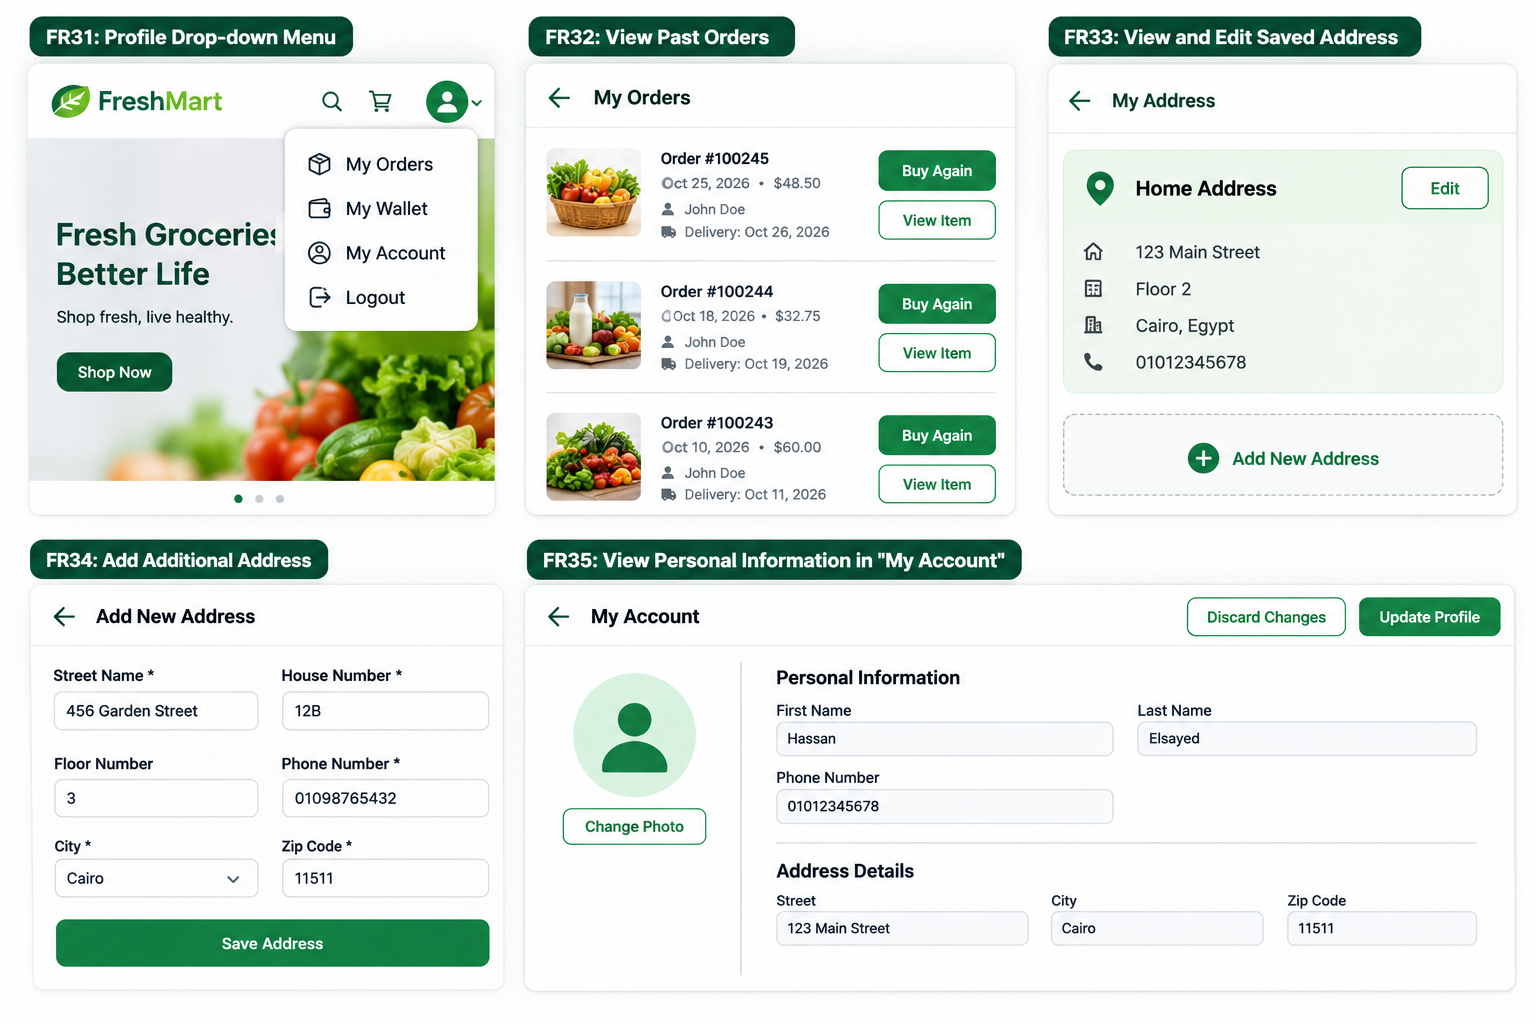 FR31: Profile Drop-down Menu
FreshMart
My Orders
My Wallet
My Account
Logout
Fresh Groceries
Better Life
Shop fresh, live healthy.
Shop Now
FR32: View Past Orders
My Orders
Order #100245
Oct 25, 2026 • $48.50
John Doe
Delivery: Oct 26, 2026
Buy Again
View Item
Order #100244
Oct 18, 2026 • $32.75
John Doe
Delivery: Oct 19, 2026
Buy Again
View Item
Order #100243
Oct 10, 2026 • $60.00
John Doe
Delivery: Oct 11, 2026
Buy Again
View Item
FR33: View and Edit Saved Address
My Address
Home Address
Edit
123 Main Street
Floor 2
Cairo, Egypt
01012345678
Add New Address
FR34: Add Additional Address
Add New Address
Street Name *
House Number *
456 Garden Street
12B
Floor Number
Phone Number *
3
01098765432
City *
Zip Code *
Cairo
11511
Save Address
FR35: View Personal Information in "My Account"
My Account
Discard Changes
Update Profile
Change Photo
Personal Information
First Name
Last Name
Hassan
Elsayed
Phone Number
01012345678
Address Details
Street
City
Zip Code
123 Main Street
Cairo
11511